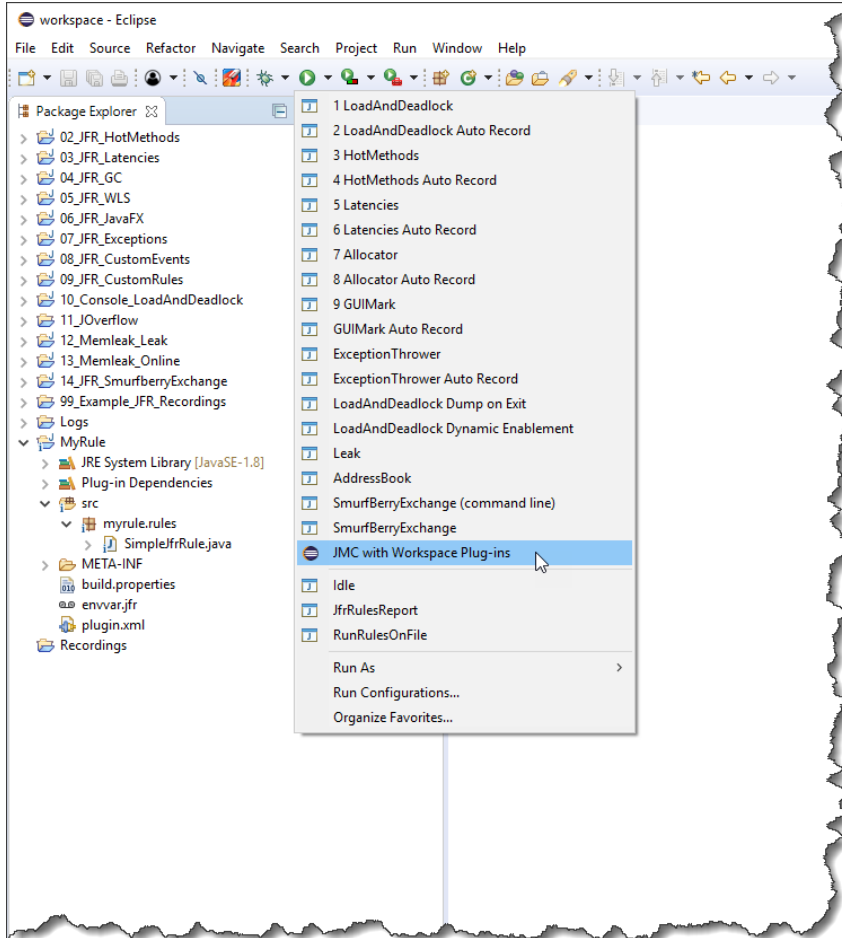 workspace - Eclipse
File Edit Source Refactor Navigate Search Project Run Window Help
Package Explorer
02_JFR_HotMethods
03_JFR_Latencies
04_JFR_GC
05_JFR_WLS
06_JFR_JavaFX
07_JFR_Exceptions
08_JFR_CustomEvents
09_JFR_CustomRules
10_Console_LoadAndDeadlock
11_JOverflow
12_Memleak_Leak
13_Memleak_Online
14_JFR_SmurfberryExchange
99_Example_JFR_Recordings
Logs
MyRule
JRE System Library [JavaSE-1.8]
Plug-in Dependencies
src
myrule.rules
SimpleJfrRule.java
META-INF
build.properties
envvar.jfr
plugin.xml
Recordings
1 LoadAndDeadlock
2 LoadAndDeadlock Auto Record
3 HotMethods
4 HotMethods Auto Record
5 Latencies
6 Latencies Auto Record
7 Allocator
8 Allocator Auto Record
9 GUIMark
GUIMark Auto Record
ExceptionThrower
ExceptionThrower Auto Record
LoadAndDeadlock Dump on Exit
LoadAndDeadlock Dynamic Enablement
Leak
AddressBook
SmurfBerryExchange (command line)
SmurfBerryExchange
JMC with Workspace Plug-ins
Idle
JfrRulesReport
RunRulesOnFile
Run As
Run Configurations...
Organize Favorites...